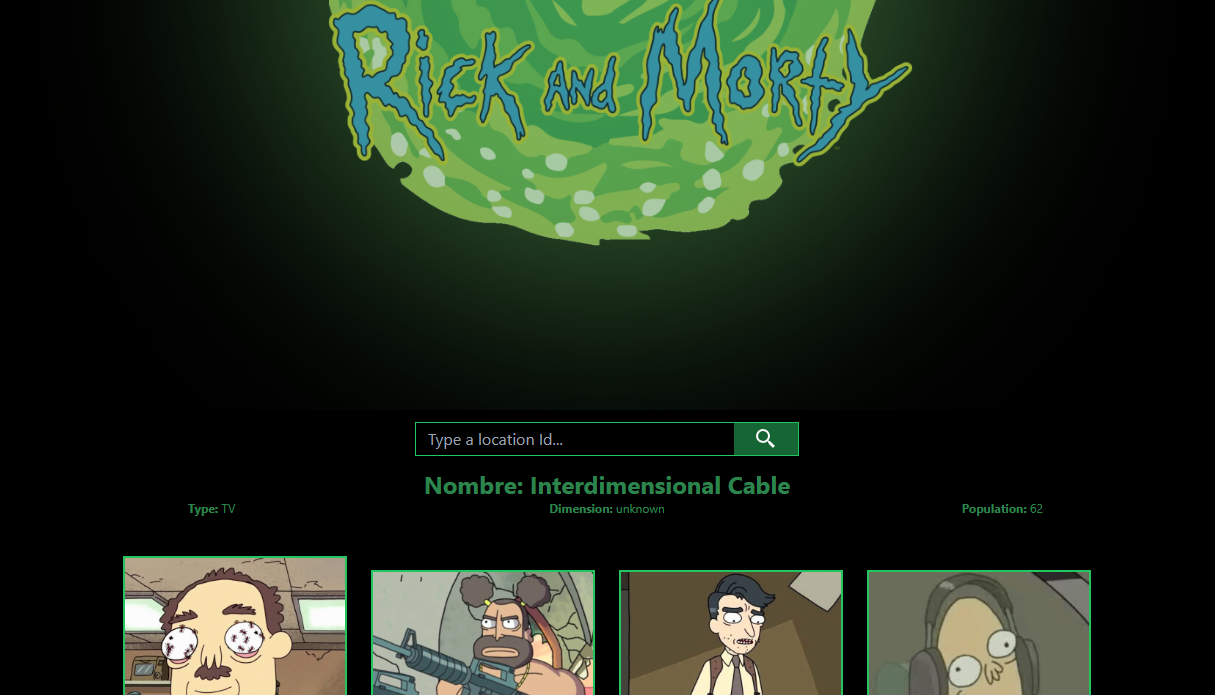 Rick and Morty
Type a location Id...
Nombre: Interdimensional Cable
Type: TV
Dimension: unknown
Population: 62